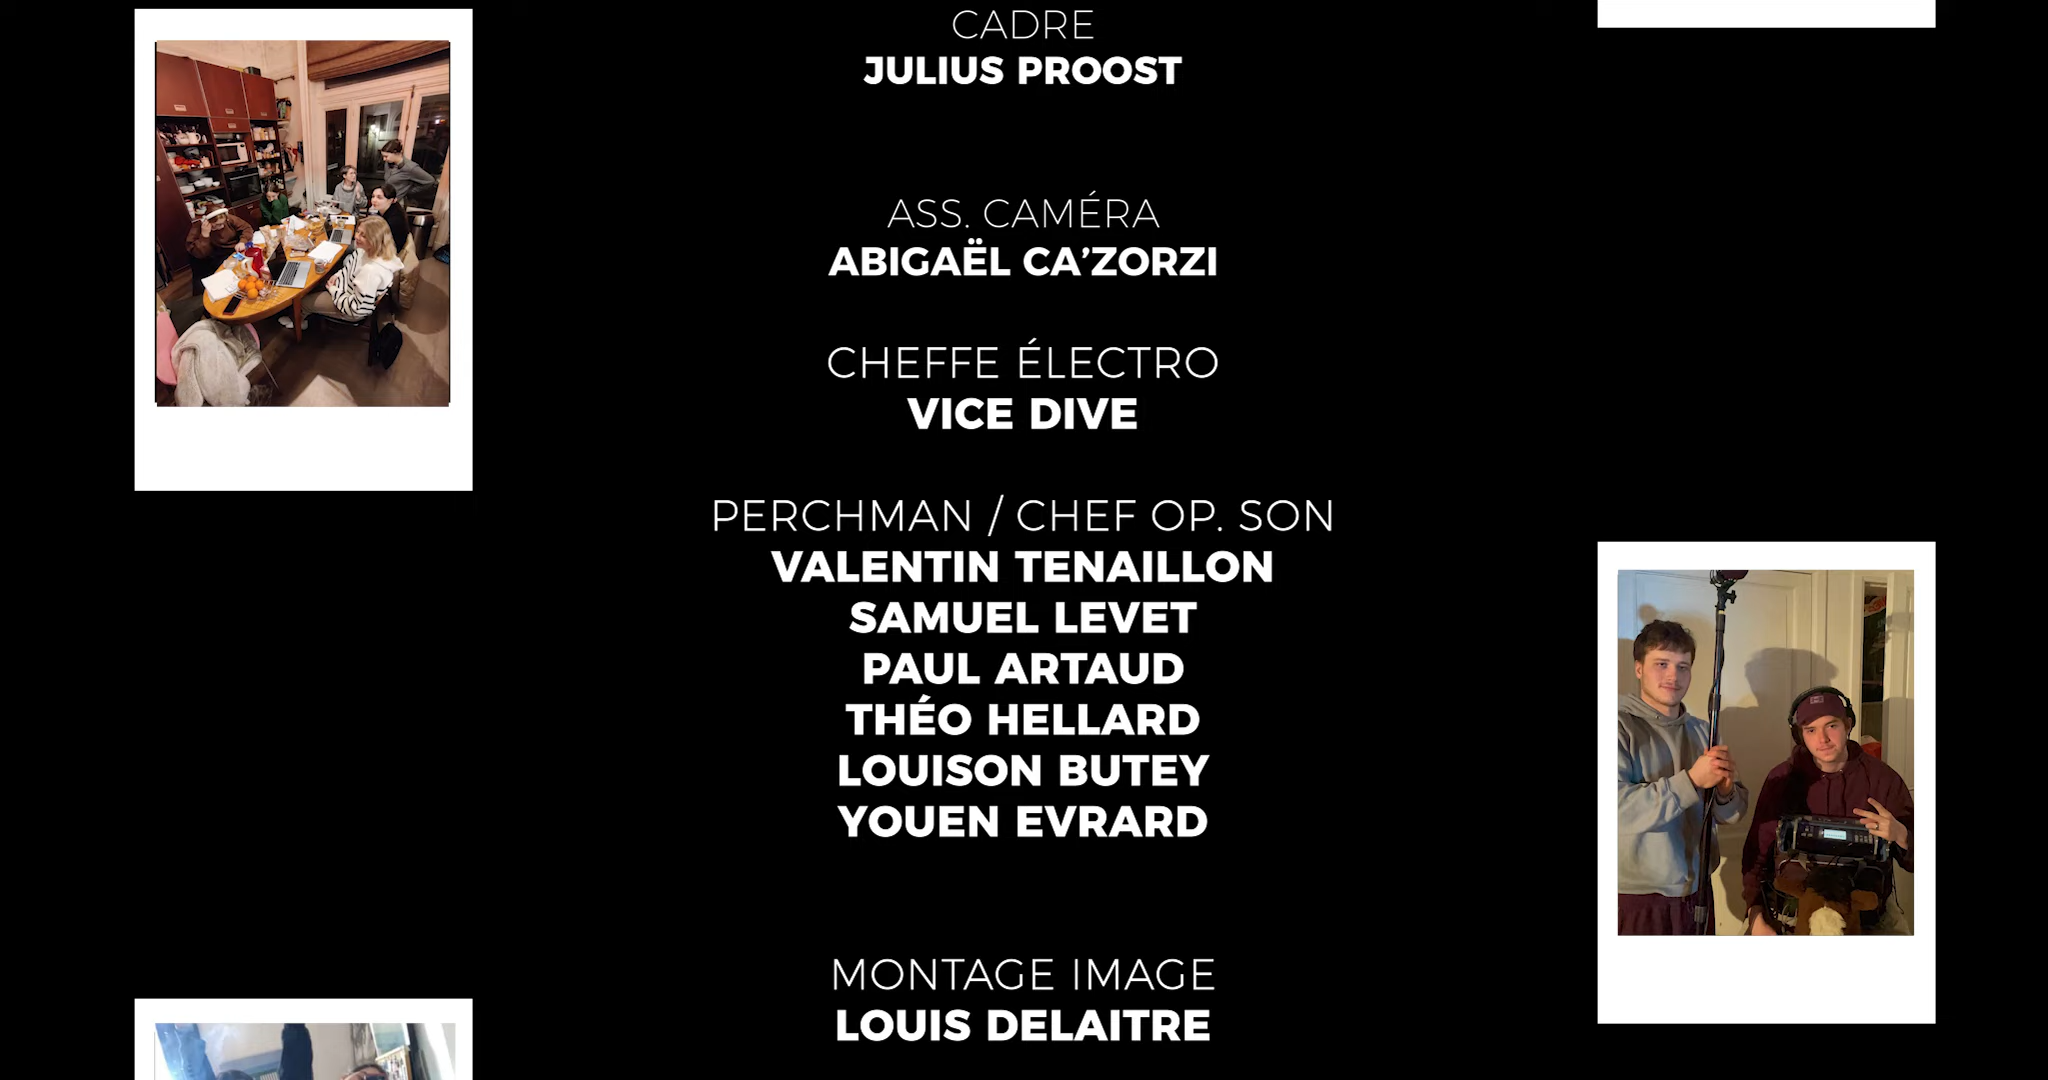 CADRE
JULIUS PROOST
ASS. CAMÉRA
ABIGAËL CA’ZORZI
CHEFFE ÉLECTRO
VICE DIVE
PERCHMAN / CHEF OP. SON
VALENTIN TENAILLON
SAMUEL LEVET
PAUL ARTAUD
THÉO HELLARD
LOUISON BUTEY
YOUEN EVRARD
MONTAGE IMAGE
LOUIS DELAITRE